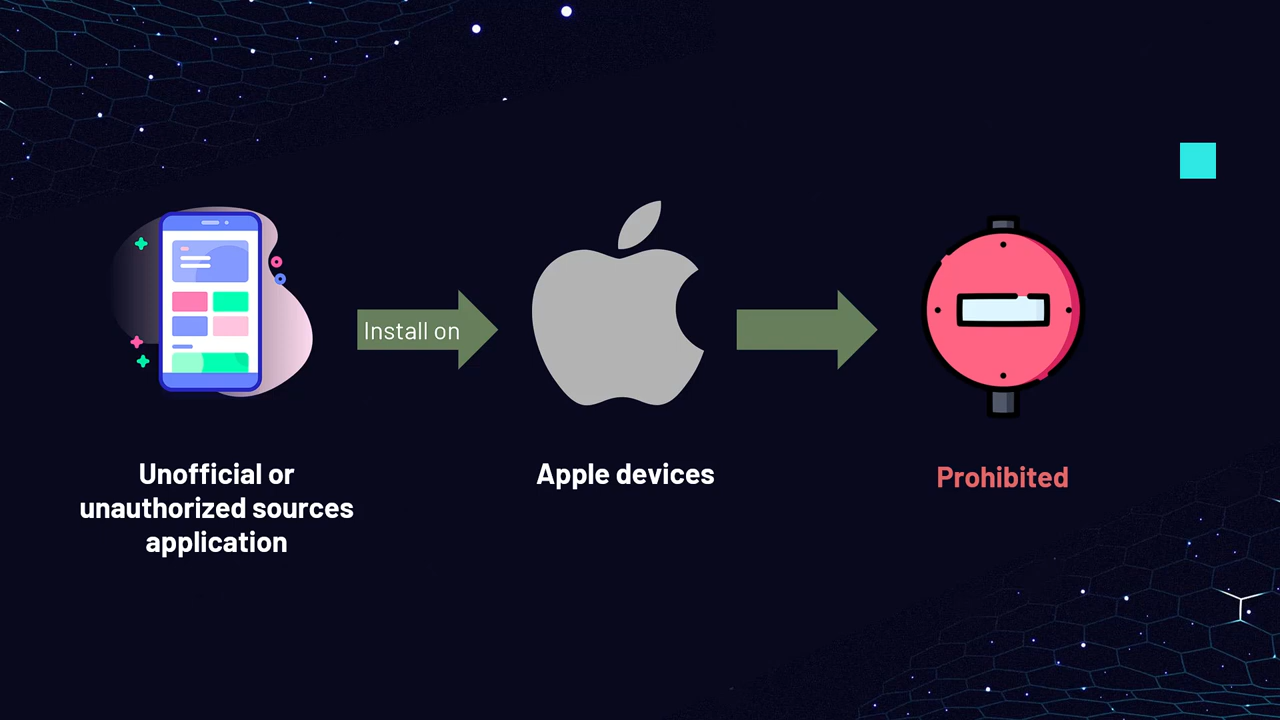 Install on
Unofficial or
unauthorized sources
application
Apple devices
Prohibited